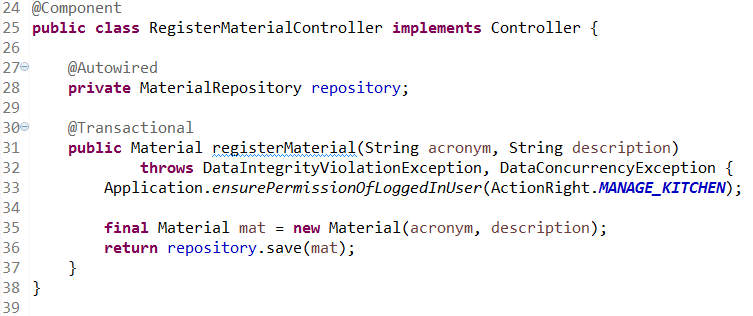 24 @Component
25 public class RegisterMaterialController implements Controller {
26
27 @Autowired
28 private MaterialRepository repository;
29
30 @Transactional
31 public Material registerMaterial(String acronym, String description)
32 throws DataIntegrityViolationException, DataConcurrencyException {
33 Application.ensurePermissionOfLoggedInUser(ActionRight.MANAGE_KITCHEN);
34
35 final Material mat = new Material(acronym, description);
36 return repository.save(mat);
37 }
38 }
39